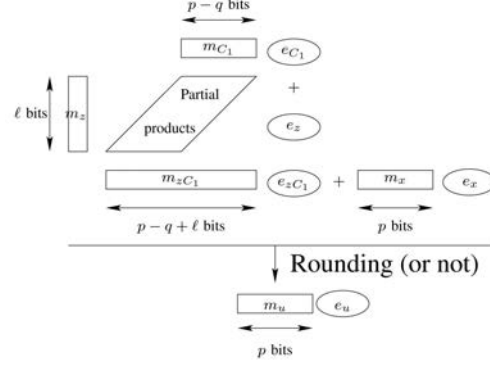 p − q bits
m_{C_1} e_{C_1}
Partial +
ℓ bits m_z
products e_z
m_{zC_1} e_{zC_1} + m_x e_x
p − q + ℓ bits p bits
Rounding (or not)
m_u e_u
p bits